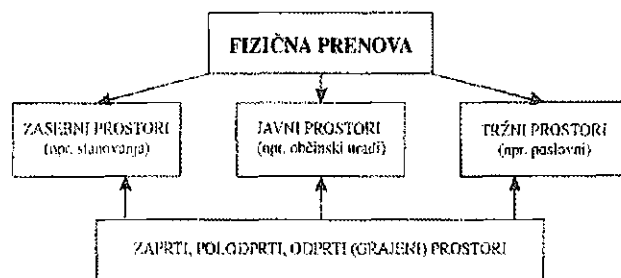 FIZIČNA PRENOVA
ZASEBNI PROSTORI
(npr. stanovanja)
JAVNI PROSTORI
(npr. občinski uradi)
TRŽNI PROSTORI
(npr. poslovni)
ZAPRTI, POLODPRTI, ODPRTI (GRAJENI) PROSTORI